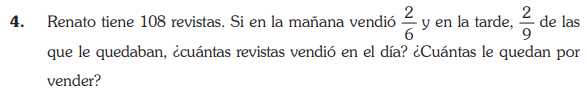 4. Renato tiene 108 revistas. Si en la mañana vendió 2/6 y en la tarde, 2/9 de las
que le quedaban, ¿cuántas revistas vendió en el día? ¿Cuántas le quedan por
vender?